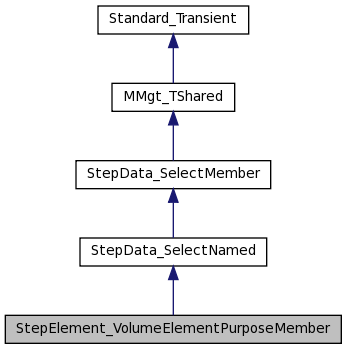 Standard_Transient
MMgt_TShared
StepData_SelectMember
StepData_SelectNamed
StepElement_VolumeElementPurposeMember